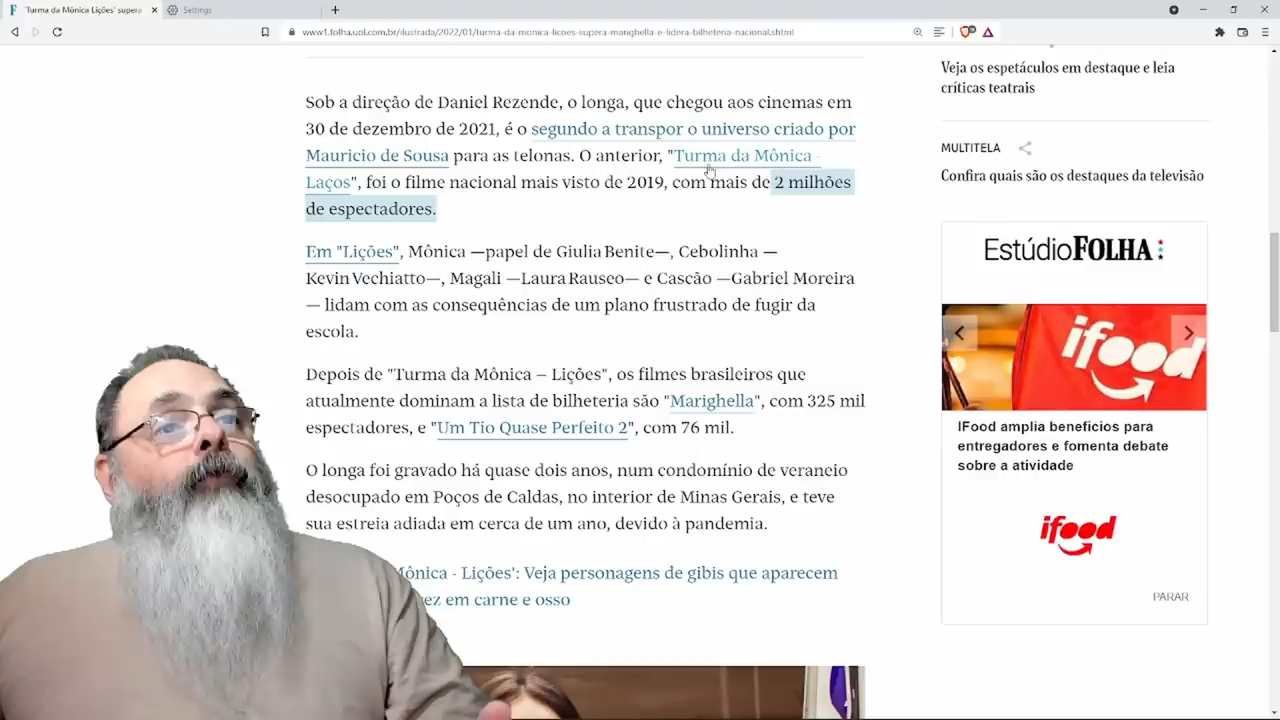 'Turma da Mônica Lições' supera
Settings
www1.folha.uol.com.br/ilustrada/2022/01/turma-da-monica-licoes-supera-marighella-e-lidera-bilheteria-nacional.shtml
Sob a direção de Daniel Rezende, o longa, que chegou aos cinemas em
30 de dezembro de 2021, é o segundo a transpor o universo criado por
Mauricio de Sousa para as telonas. O anterior, "Turma da Mônica -
Laços", foi o filme nacional mais visto de 2019, com mais de 2 milhões
de espectadores.
Em "Lições", Mônica —papel de Giulia Benite—, Cebolinha —
Kevin Vechiatto—, Magali —Laura Rauseo— e Cascão —Gabriel Moreira
— lidam com as consequências de um plano frustrado de fugir da
escola.
Depois de "Turma da Mônica – Lições", os filmes brasileiros que
atualmente dominam a lista de bilheteria são "Marighella", com 325 mil
espectadores, e "Um Tio Quase Perfeito 2", com 76 mil.
O longa foi gravado há quase dois anos, num condomínio de veraneio
desocupado em Poços de Caldas, no interior de Minas Gerais, e teve
sua estreia adiada em cerca de um ano, devido à pandemia.
Mônica - Lições': Veja personagens de gibis que aparecem
em carne e osso
Veja os espetáculos em destaque e leia
críticas teatrais
MULTITELA
Confira quais são os destaques da televisão
EstúdioFOLHA
ifood
IFood amplia benefícios para
entregadores e fomenta debate
sobre a atividade
ifood
PARAR